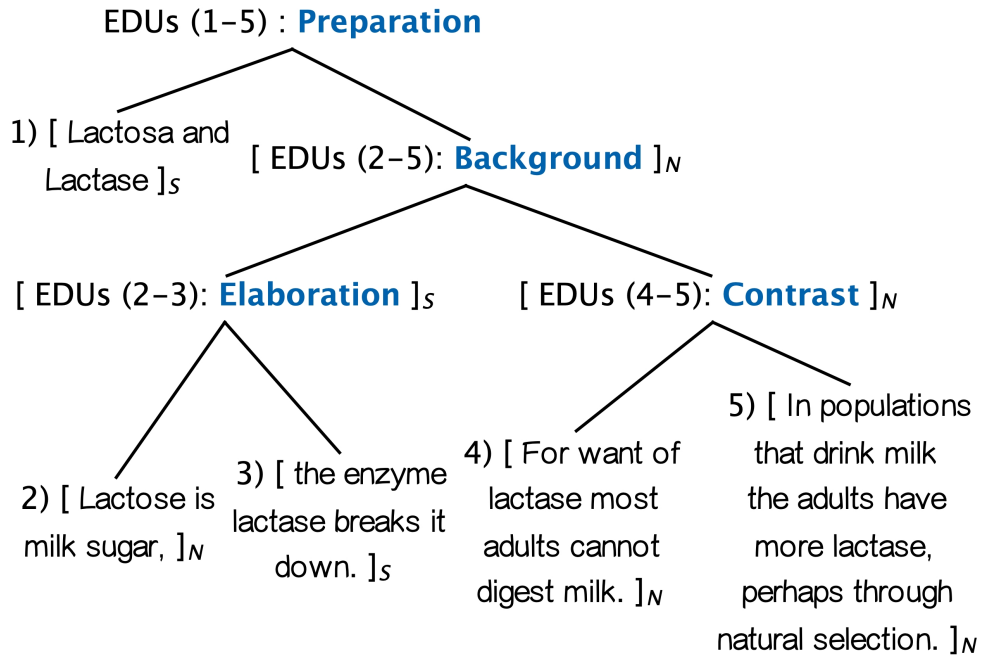 EDUs (1-5) : Preparation
1) [ Lactosa and
Lactase ]S
[ EDUs (2-5): Background ]N
[ EDUs (2-3): Elaboration ]S
[ EDUs (4-5): Contrast ]N
2) [ Lactose is
milk sugar, ]N
3) [ the enzyme
lactase breaks it
down. ]S
4) [ For want of
lactase most
adults cannot
digest milk. ]N
5) [ In populations
that drink milk
the adults have
more lactase,
perhaps through
natural selection. ]N